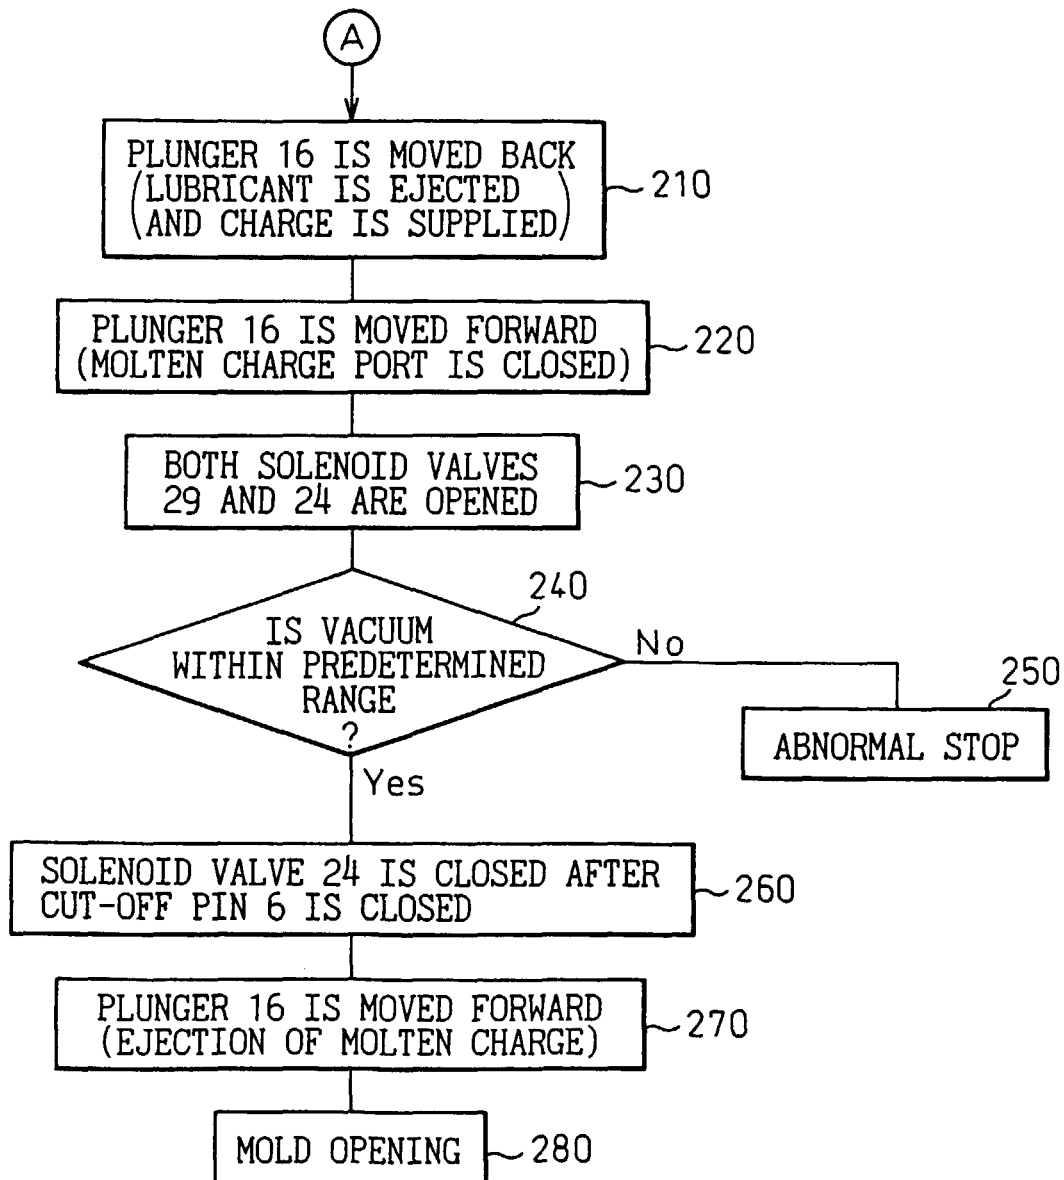 A
PLUNGER 16 IS MOVED BACK
(LUBRICANT IS EJECTED
AND CHARGE IS SUPPLIED)
210
PLUNGER 16 IS MOVED FORWARD
(MOLTEN CHARGE PORT IS CLOSED)
220
BOTH SOLENOID VALVES
29 AND 24 ARE OPENED
230
240
IS VACUUM
WITHIN PREDETERMINED
RANGE
?
No
250
ABNORMAL STOP
Yes
SOLENOID VALVE 24 IS CLOSED AFTER
CUT-OFF PIN 6 IS CLOSED
260
PLUNGER 16 IS MOVED FORWARD
(EJECTION OF MOLTEN CHARGE)
270
MOLD OPENING
280